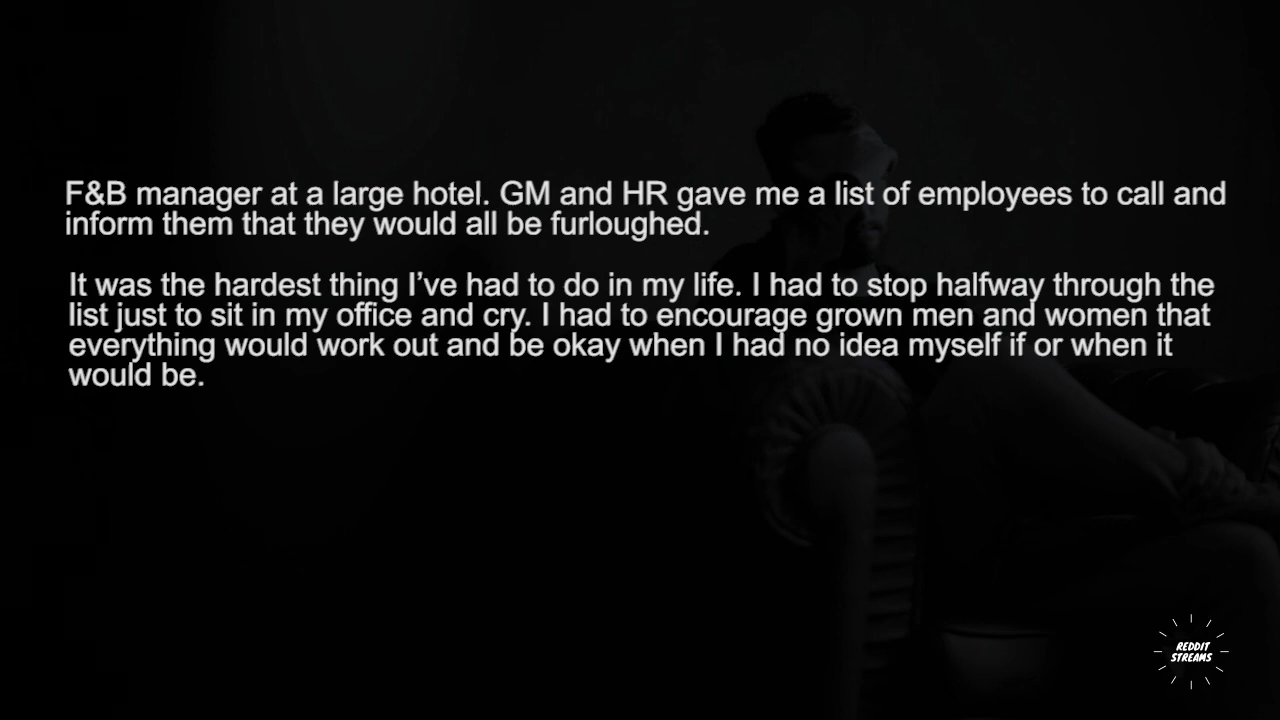 F&B manager at a large hotel. GM and HR gave me a list of employees to call and
inform them that they would all be furloughed.
It was the hardest thing I’ve had to do in my life. I had to stop halfway through the
list just to sit in my office and cry. I had to encourage grown men and women that
everything would work out and be okay when I had no idea myself if or when it
would be.
REDDIT
STREAMS